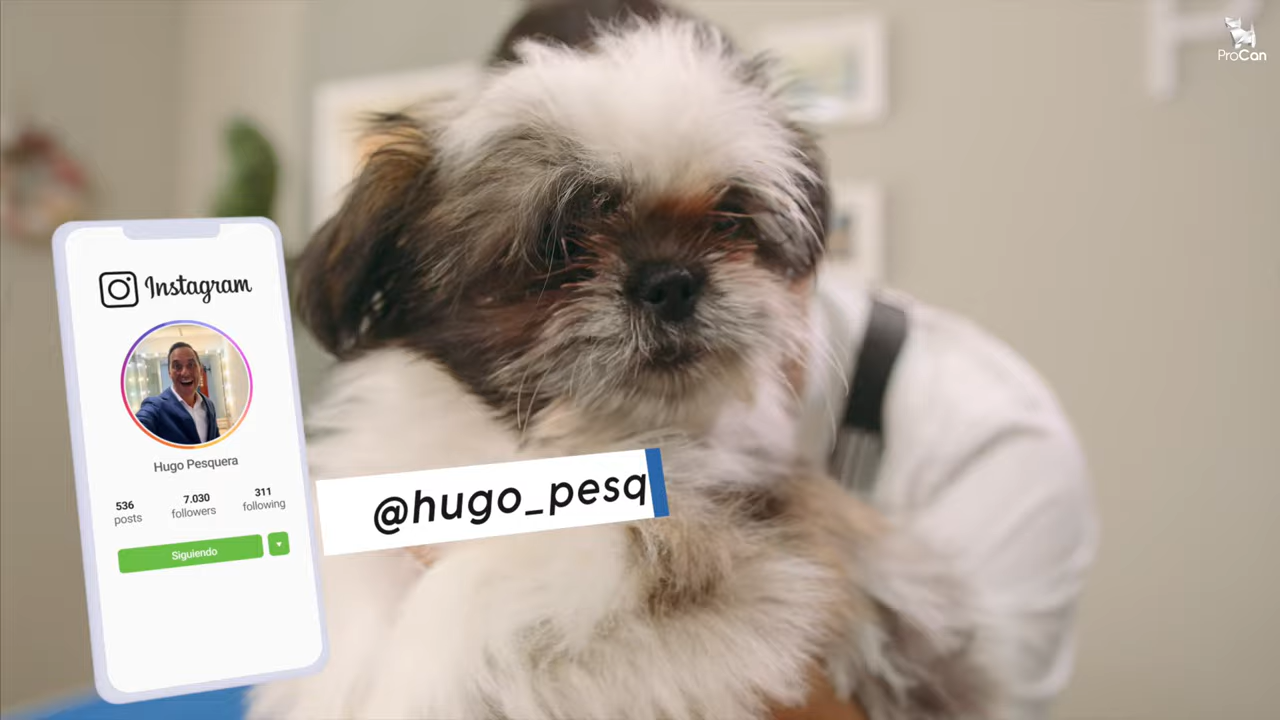 ProCan
Instagram
Hugo Pesquera
536
posts
7.030
followers
311
following
Siguiendo
@hugo_pesq